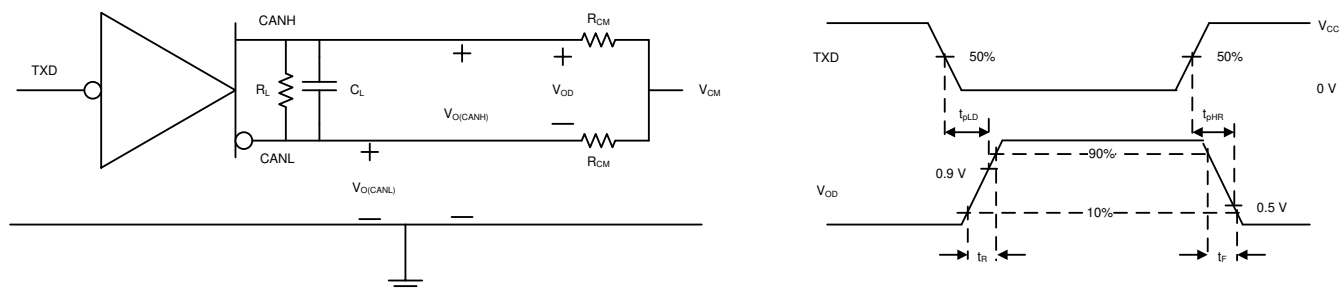 CANH
TXD
R_L
C_L
V_O(CANH)
CANL
V_O(CANL)
R_CM
V_OD
R_CM
V_CM
TXD
50%
50%
V_CC
0 V
t_pLD
t_pHR
90%
0.9 V
V_OD
10%
0.5 V
t_R
t_F